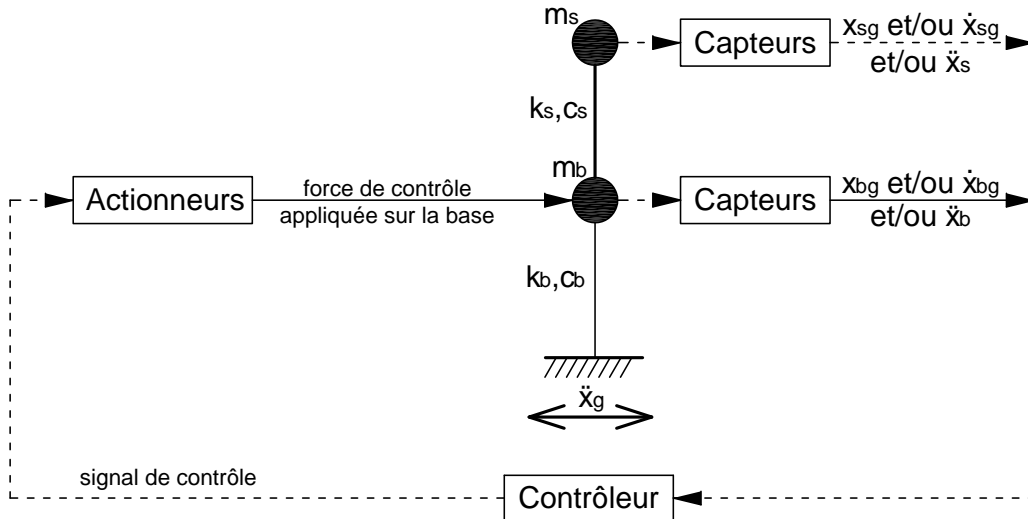 mₛ
Capteurs
xsg et/ou ẋsg
et/ou ẍs
ks,cs
mb
Actionneurs
force de contrôle
appliquée sur la base
Capteurs
xbg et/ou ẋbg
et/ou ẍb
kb,cb
ẍg
signal de contrôle
Contrôleur